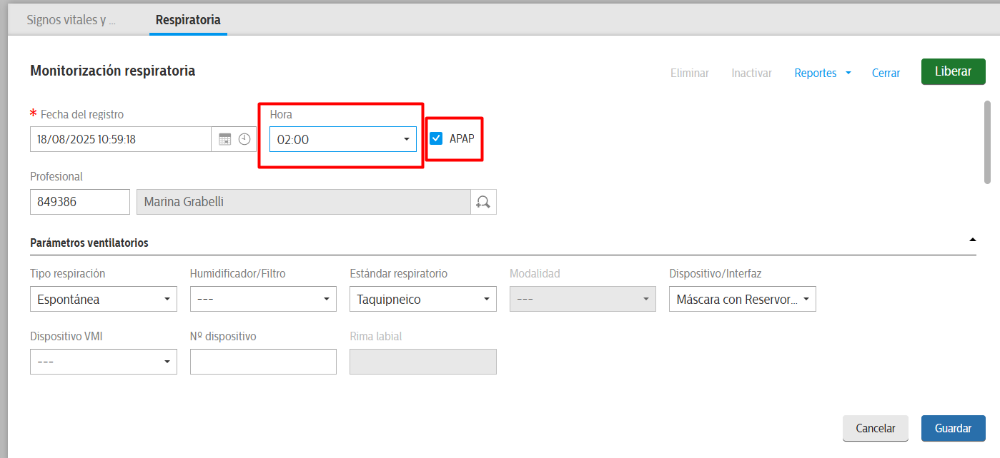 Signos vitales y ... Respiratoria
Monitorización respiratoria
Eliminar Inactivar Reportes Cerrar Liberar
* Fecha del registro Hora
18/08/2025 10:59:18 02:00 APAP
Profesional
849386 Marina Grabelli
Parámetros ventilatorios
Tipo respiración Humidificador/Filtro Estándar respiratorio Modalidad Dispositivo/Interfaz
Espontánea --- Taquipneico --- Máscara con Reservor...
Dispositivo VMI Nº dispositivo Rima labial
---
Cancelar Guardar